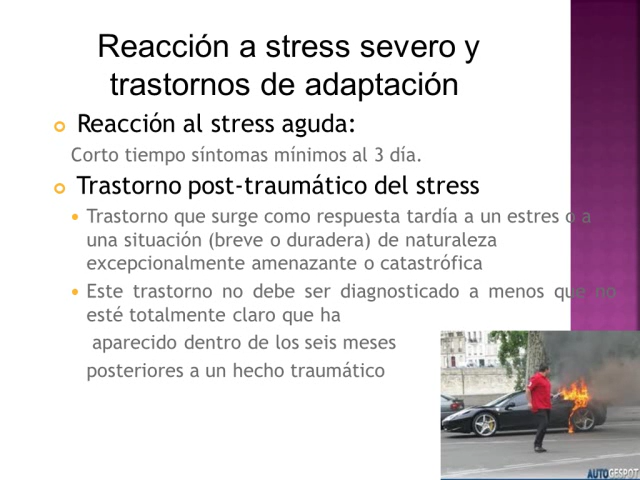 Reacción a stress severo y
trastornos de adaptación
Reacción al stress aguda:
Corto tiempo síntomas mínimos al 3 día.
Trastorno post-traumático del stress
Trastorno que surge como respuesta tardía a un estres o a
una situación (breve o duradera) de naturaleza
excepcionalmente amenazante o catastrófica
Este trastorno no debe ser diagnosticado a menos que no
esté totalmente claro que ha
aparecido dentro de los seis meses
posteriores a un hecho traumático
AUTOGESPOT